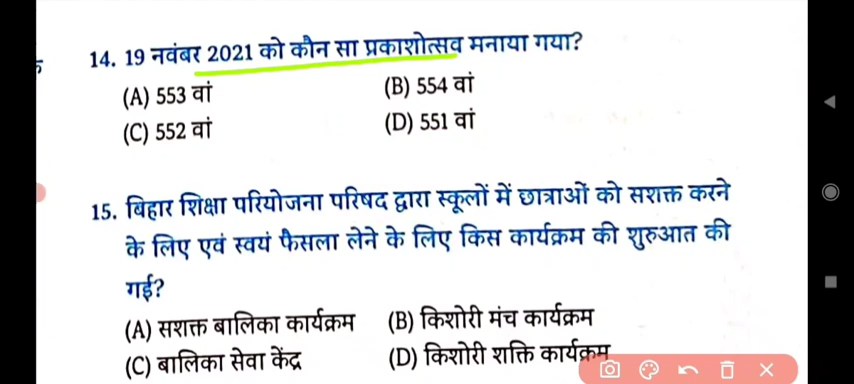 14. 19 नवंबर 2021 को कौन सा प्रकाशोत्सव मनाया गया?
(A) 553 वां (B) 554 वां
(C) 552 वां (D) 551 वां
15. बिहार शिक्षा परियोजना परिषद द्वारा स्कूलों में छात्राओं को सशक्त करने
के लिए एवं स्वयं फैसला लेने के लिए किस कार्यक्रम की शुरुआत की
गई?
(A) सशक्त बालिका कार्यक्रम (B) किशोरी मंच कार्यक्रम
(C) बालिका सेवा केंद्र (D) किशोरी शक्ति कार्यक्रम